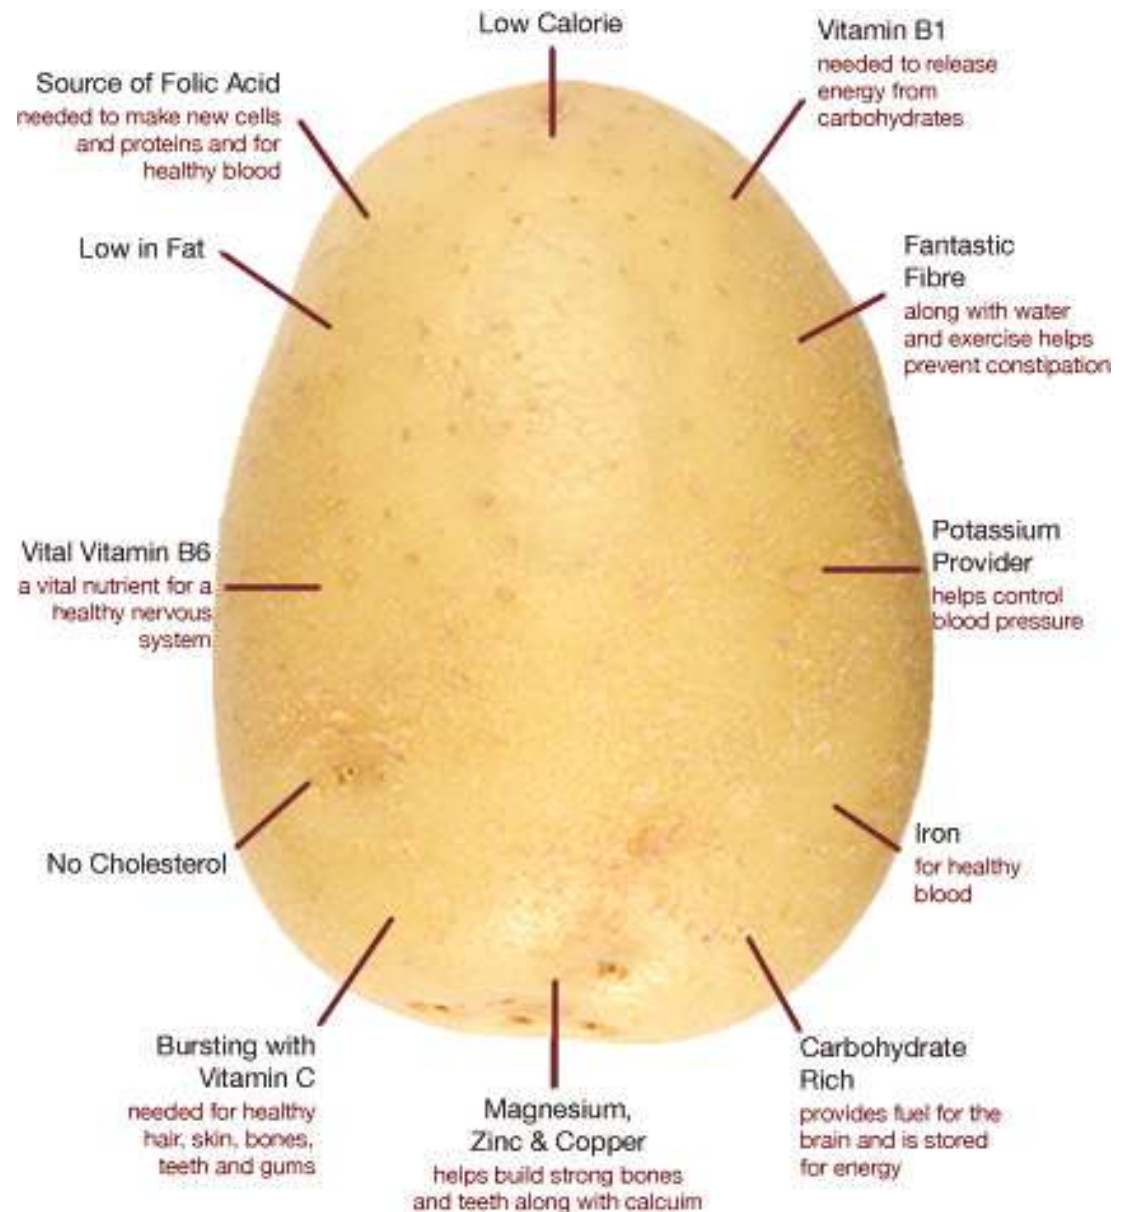 Low Calorie
Vitamin B1
needed to release
energy from
carbohydrates
Source of Folic Acid
needed to make new cells
and proteins and for
healthy blood
Low in Fat
Fantastic
Fibre
along with water
and exercise helps
prevent constipation
Vital Vitamin B6
a vital nutrient for a
healthy nervous
system
Potassium
Provider
helps control
blood pressure
No Cholesterol
Iron
for healthy
blood
Bursting with
Vitamin C
needed for healthy
hair, skin, bones,
teeth and gums
Magnesium,
Zinc & Copper
helps build strong bones
and teeth along with calcuim
Carbohydrate
Rich
provides fuel for the
brain and is stored
for energy